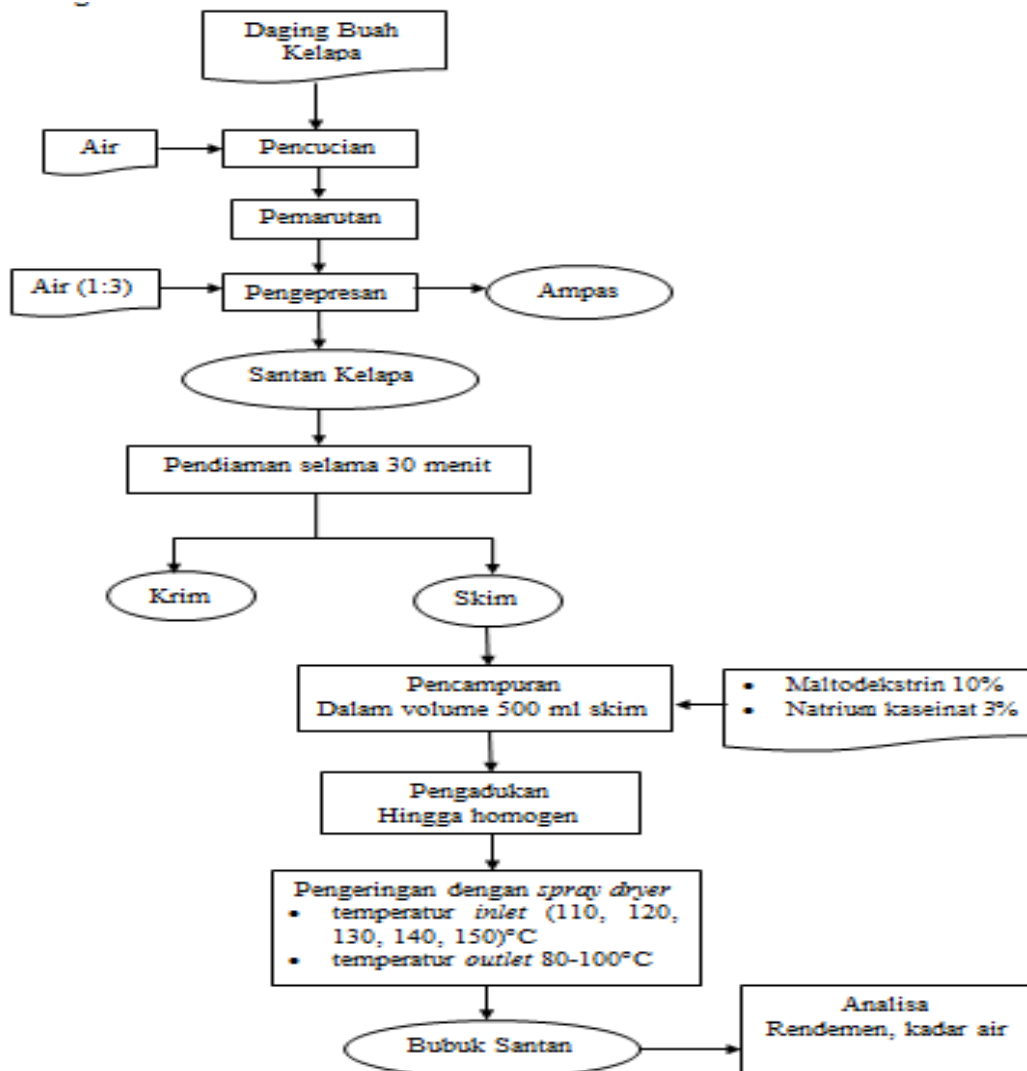 Daging Buah
Kelapa
Air
Pencucian
Pemarutan
Air (1:3)
Pengepresan
Ampas
Santan Kelapa
Pendiaman selama 30 menit
Krim
Skim
Pencampuran
Dalam volume 500 ml skim
• Maltodekstrin 10%
• Natrium kaseinat 3%
Pengadukan
Hingga homogen
Pengeringan dengan spray dryer
• temperatur inlet (110, 120,
130, 140, 150)°C
• temperatur outlet 80-100°C
Bubuk Santan
Analisa
Rendemen, kadar air